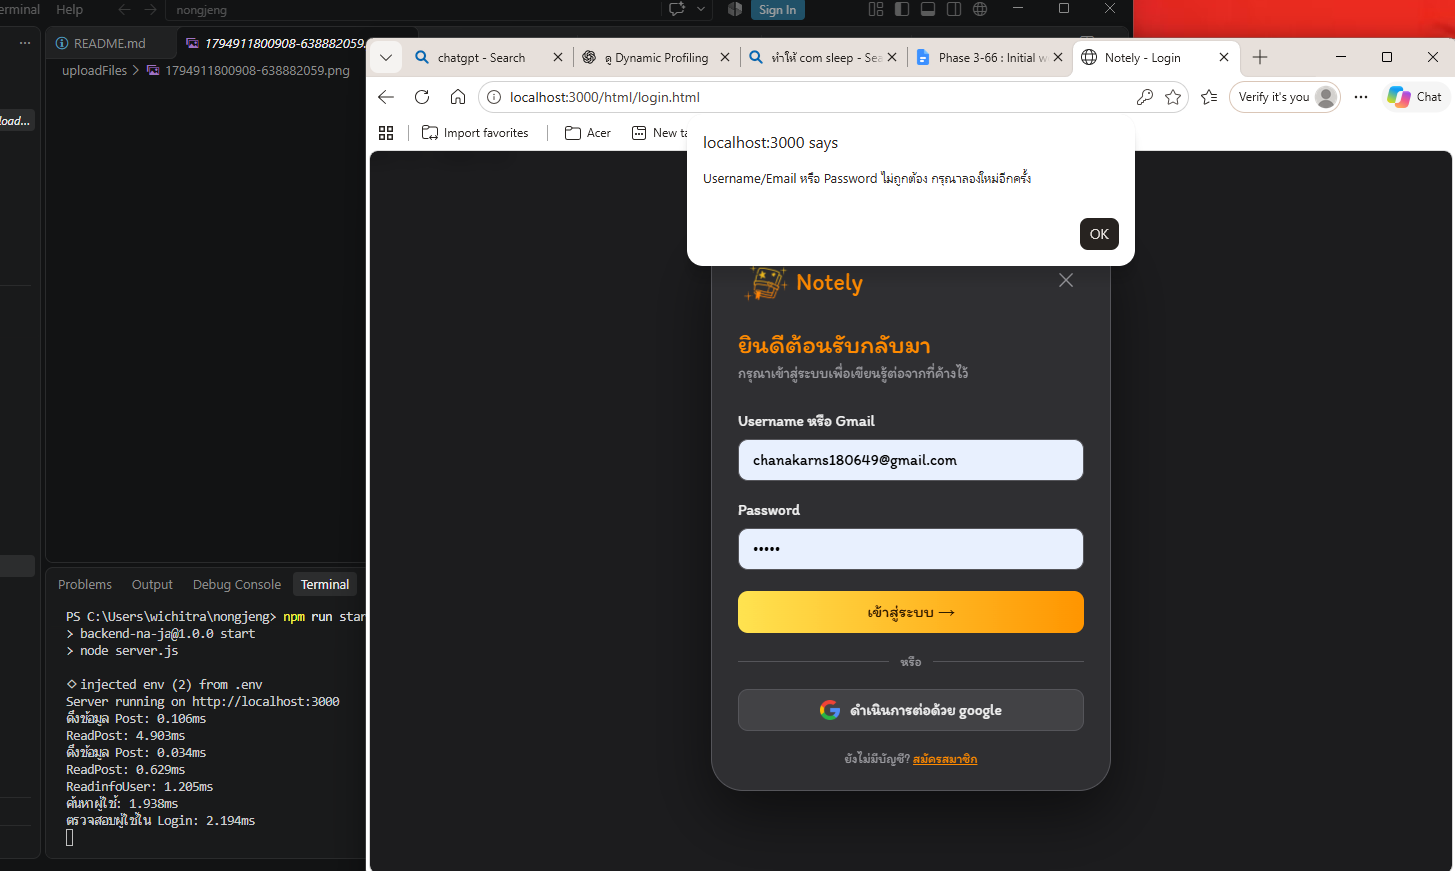 erminal Help
nongjeng
Sign In
README.md
1794911800908-638882059.
uploadFiles > 1794911800908-638882059.png
load...
chatgpt - Search
ดู Dynamic Profiling
ทำให้ com sleep - Sea
Phase 3-66 : Initial w
Notely - Login
localhost:3000/html/login.html
Verify it's you
Chat
Import favorites
Acer
New ta
localhost:3000 says
Username/Email หรือ Password ไม่ถูกต้อง กรุณาลองใหม่อีกครั้ง
OK
Notely
ยินดีต้อนรับกลับมา
กรุณาเข้าสู่ระบบเพื่อเขียนรู้ต่อจากที่ค้างไว้
Username หรือ Gmail
chanakarns180649@gmail.com
Password
•••••
เข้าสู่ระบบ →
หรือ
ดำเนินการต่อด้วย google
ยังไม่มีบัญชี? สมัครสมาชิก
Problems Output Debug Console Terminal
PS C:\Users\wichitra\nongjeng> npm run star
> backend-na-ja@1.0.0 start
> node server.js
◇ injected env (2) from .env
Server running on http://localhost:3000
ดึงข้อมูล Post: 0.106ms
ReadPost: 4.903ms
ดึงข้อมูล Post: 0.034ms
ReadPost: 0.629ms
ReadinfoUser: 1.205ms
ค้นหาผู้ใช้: 1.938ms
ตรวจสอบผู้ใช้ใน Login: 2.194ms